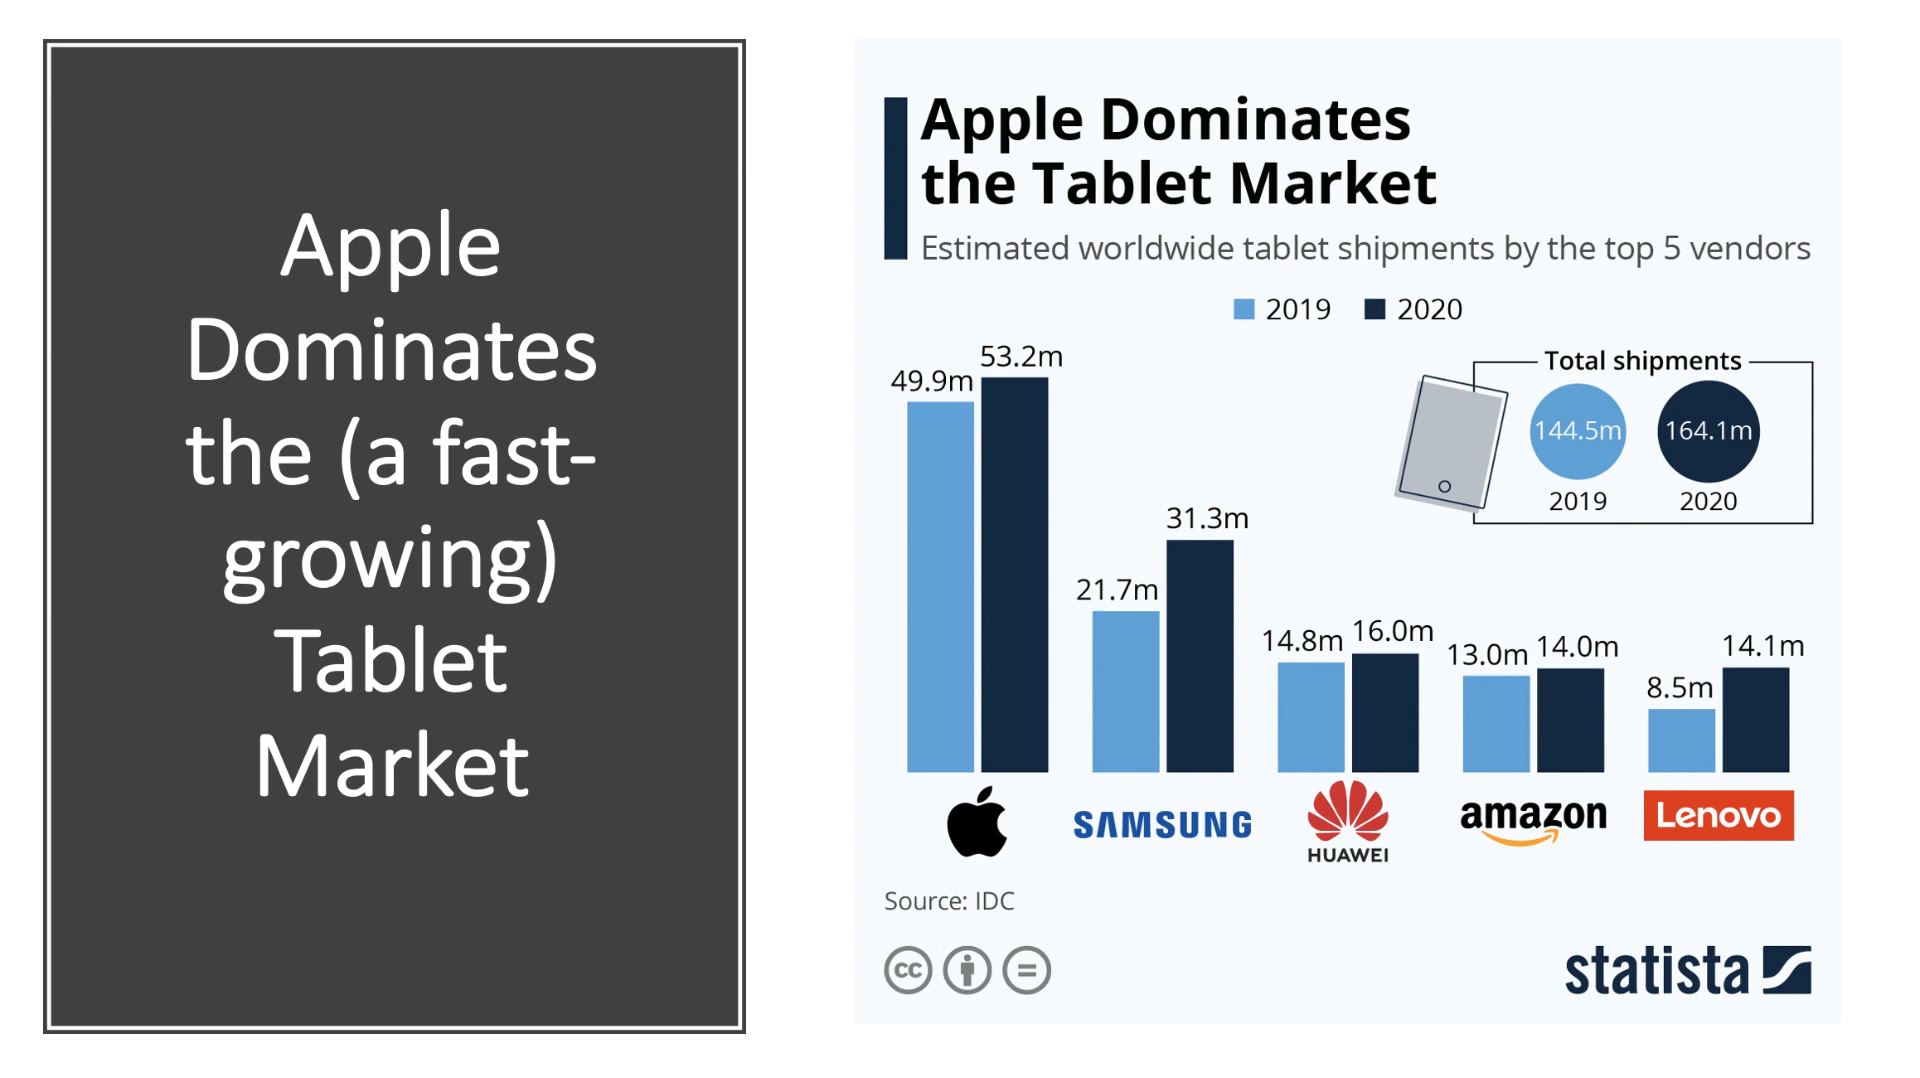 Apple
Dominates
the (a fast-
growing)
Tablet
Market
Apple Dominates
the Tablet Market
Estimated worldwide tablet shipments by the top 5 vendors
2019 2020
Total shipments
144.5m 164.1m
2019 2020
49.9m 53.2m
21.7m 31.3m
14.8m 16.0m
13.0m 14.0m
8.5m 14.1m
SAMSUNG
HUAWEI
amazon
Lenovo
Source: IDC
cc
statista